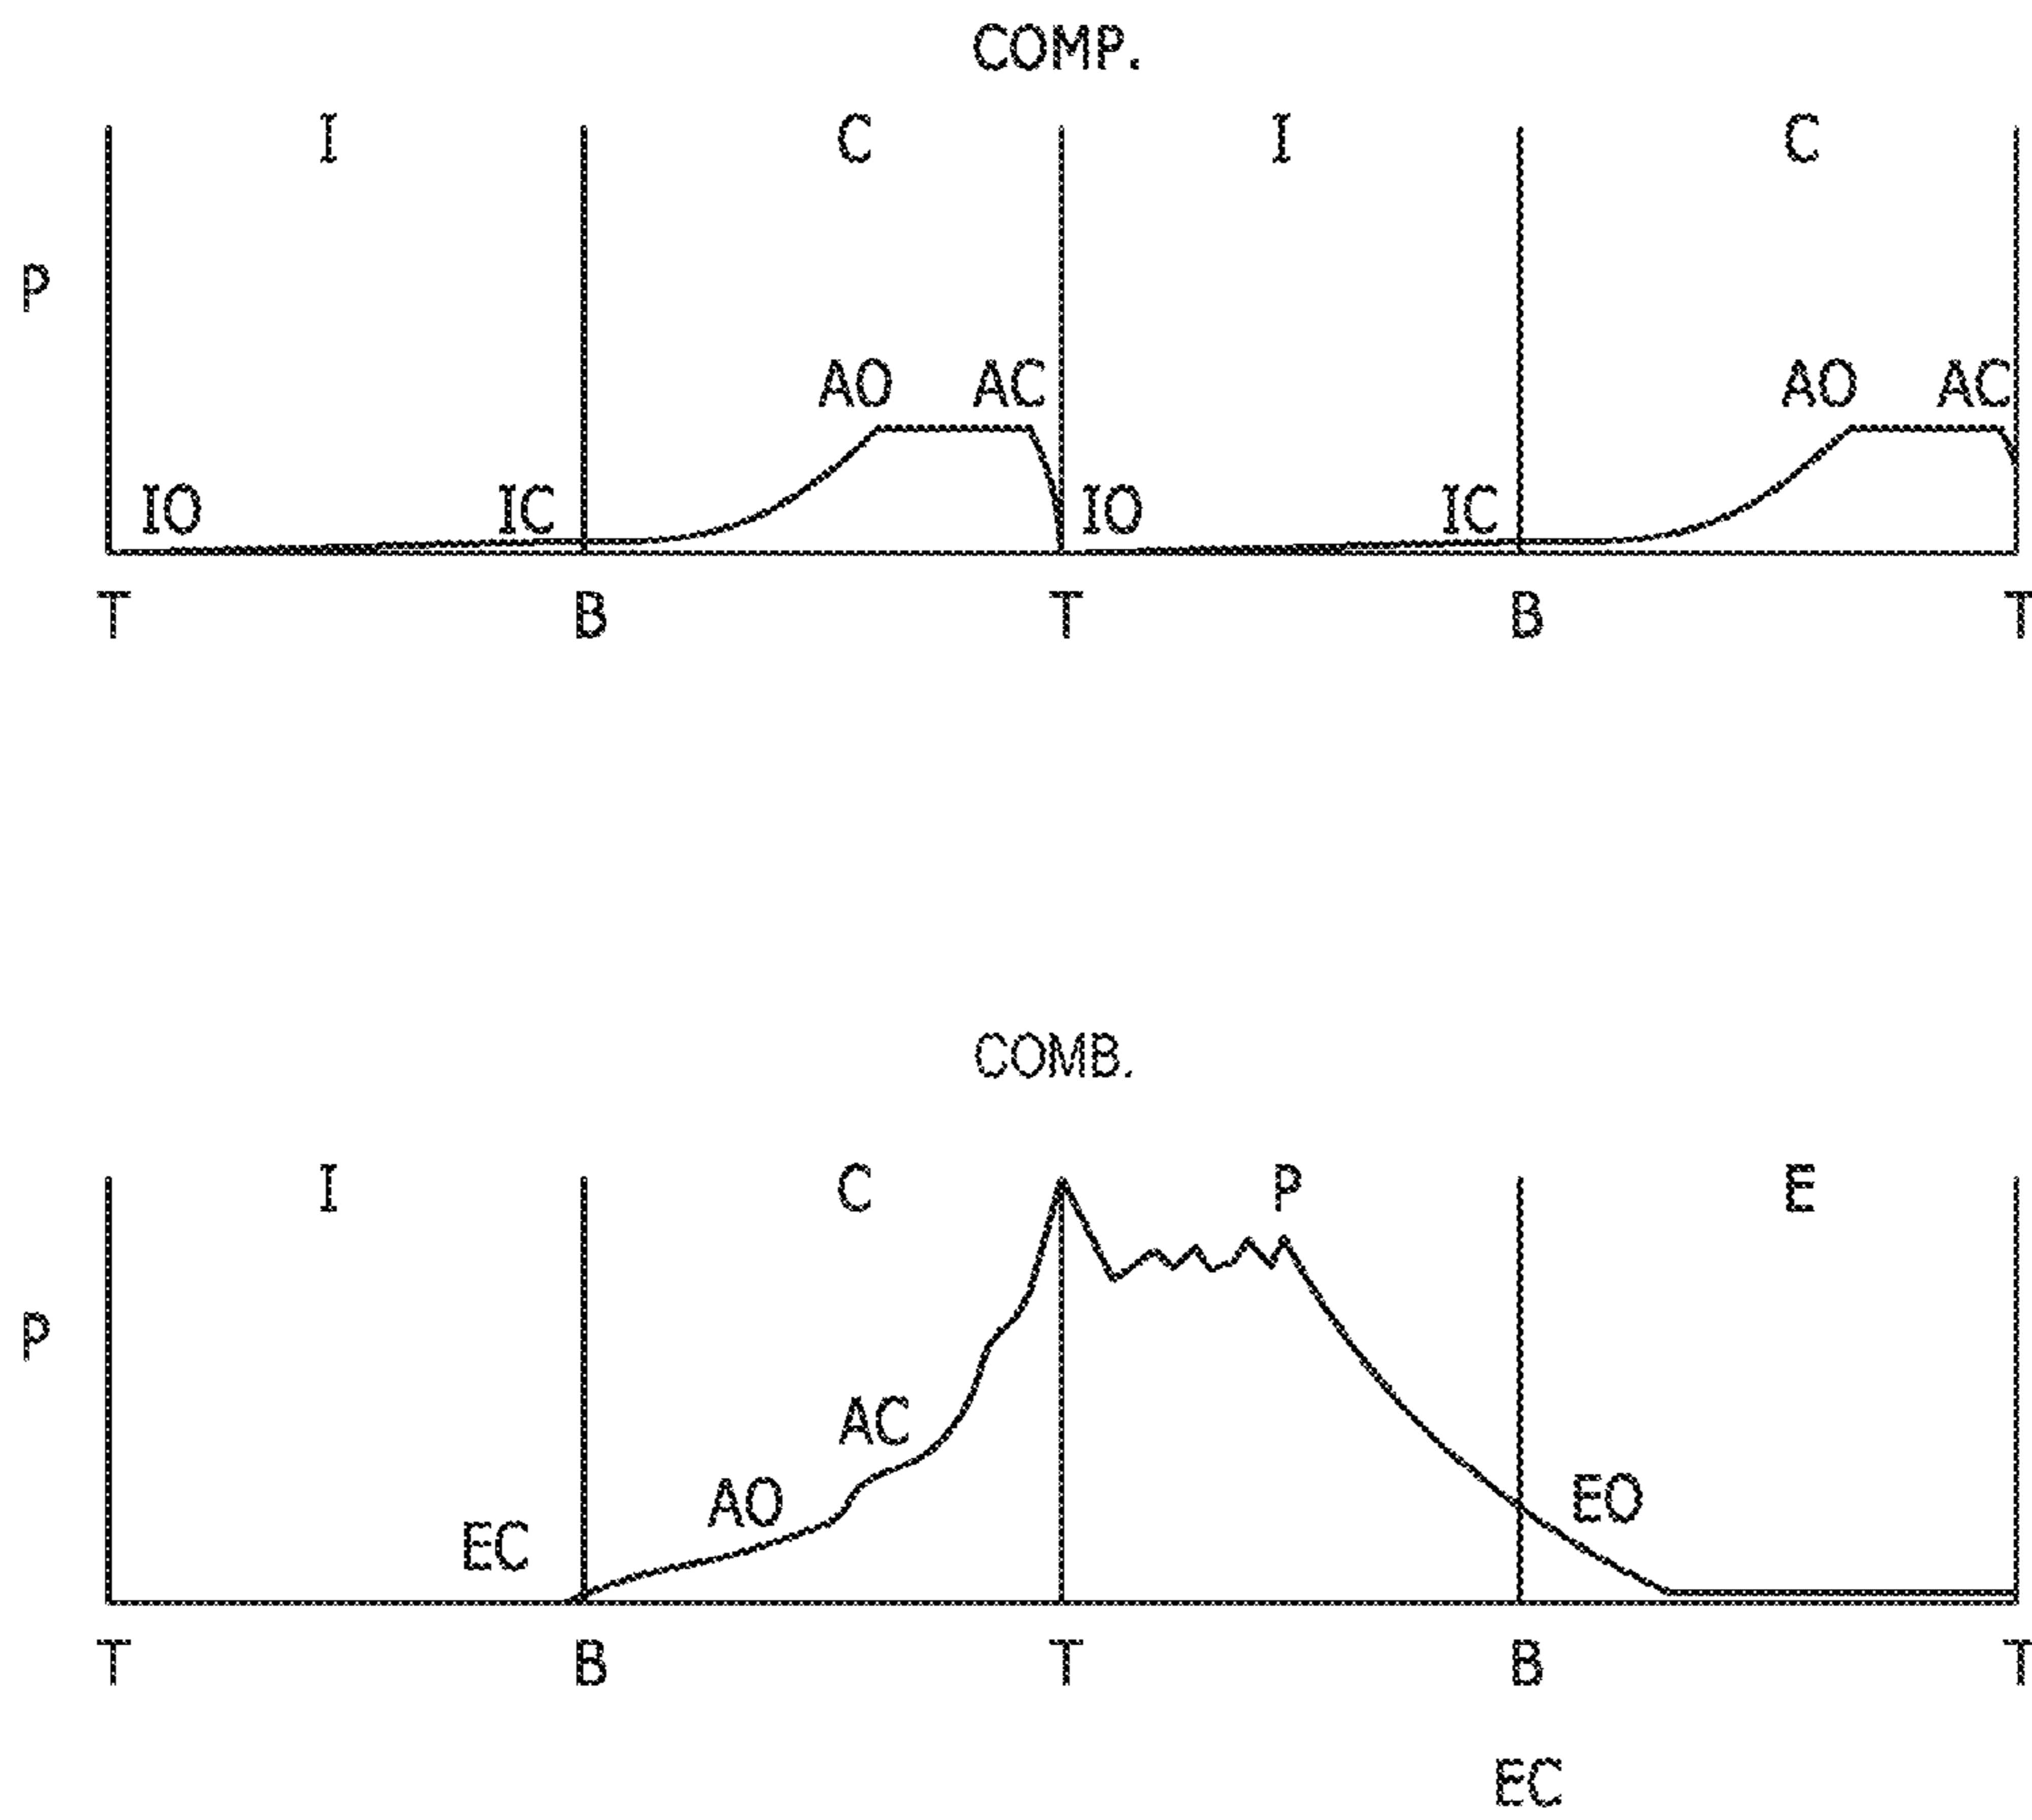 COMP.
I C I C
P
AO AC AO AC
IO IC IO IC
T B T B T
COMB.
I C P E
P
AC
AO EO
EC
T B T B T
EC